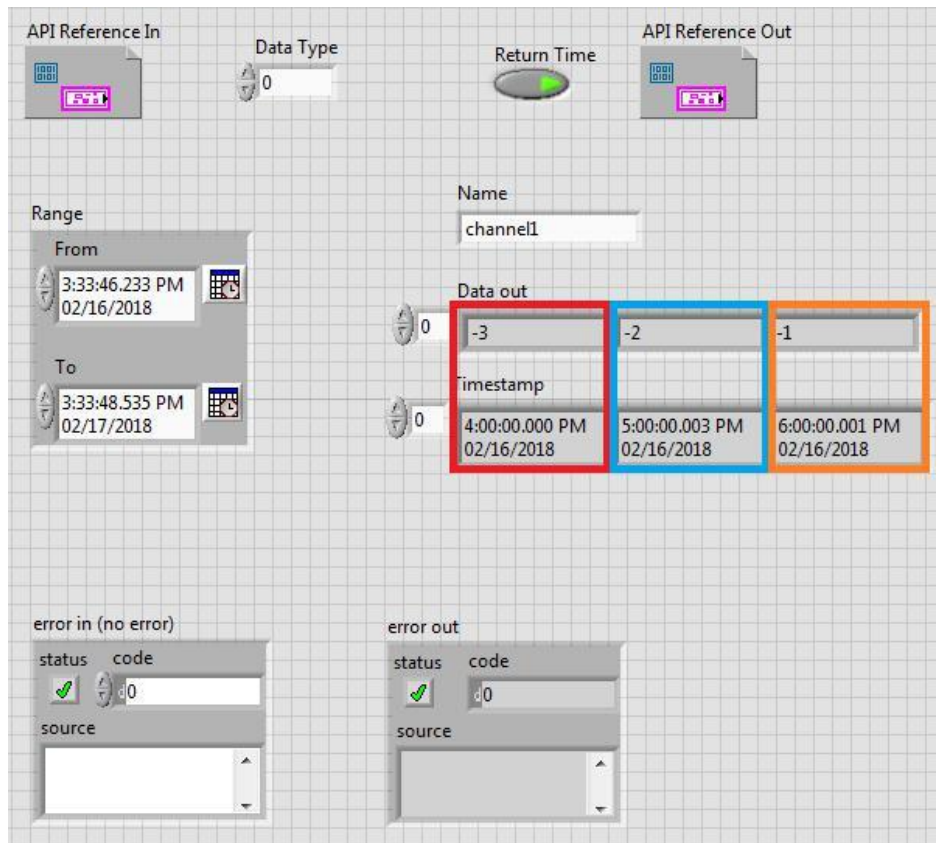 API Reference In
Data Type
0
Return Time
API Reference Out
Range
From
3:33:46.233 PM
02/16/2018
To
3:33:48.535 PM
02/17/2018
Name
channel1
Data out
0
-3
-2
-1
Timestamp
0
4:00:00.000 PM
02/16/2018
5:00:00.003 PM
02/16/2018
6:00:00.001 PM
02/16/2018
error in (no error)
status
code
d0
source
error out
status
code
d0
source